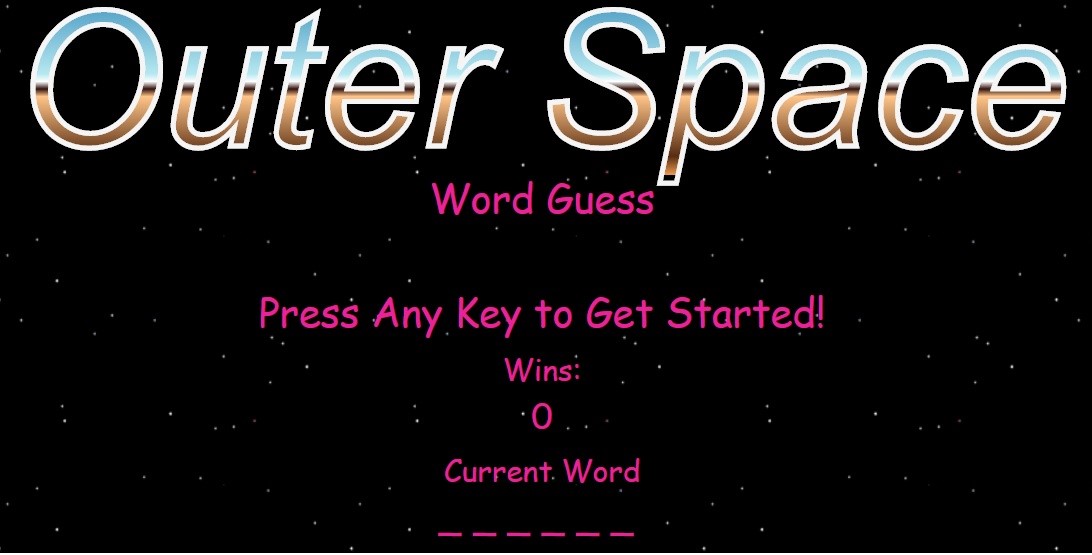 Outer Space
Word Guess
Press Any Key to Get Started!!
Wins:
0
Current Word
_ _ _ _ _ _